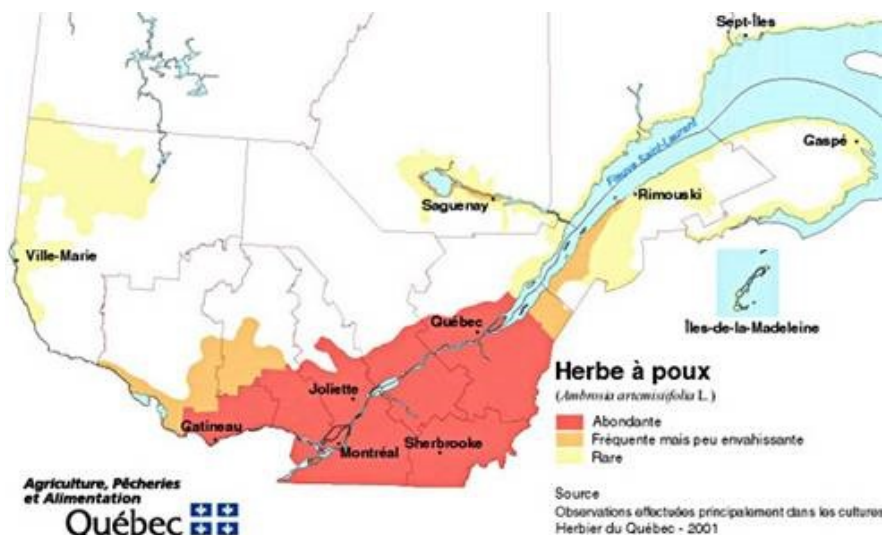 Sept-Îles
Fleuve Saint-Laurent
Gaspé
Rimouski
Saguenay
Ville-Marie
Îles-de-la-Madeleine
Québec
Joliette
Gatineau
Montréal
Sherbrooke
Herbe à poux
(Ambrosia artemisiifolia L.)
Abondante
Fréquente mais peu envahissante
Rare
Agriculture, Pêcheries
et Alimentation
Québec
Source
Observations effectuées principalement dans les cultures
Herbier du Québec - 2001